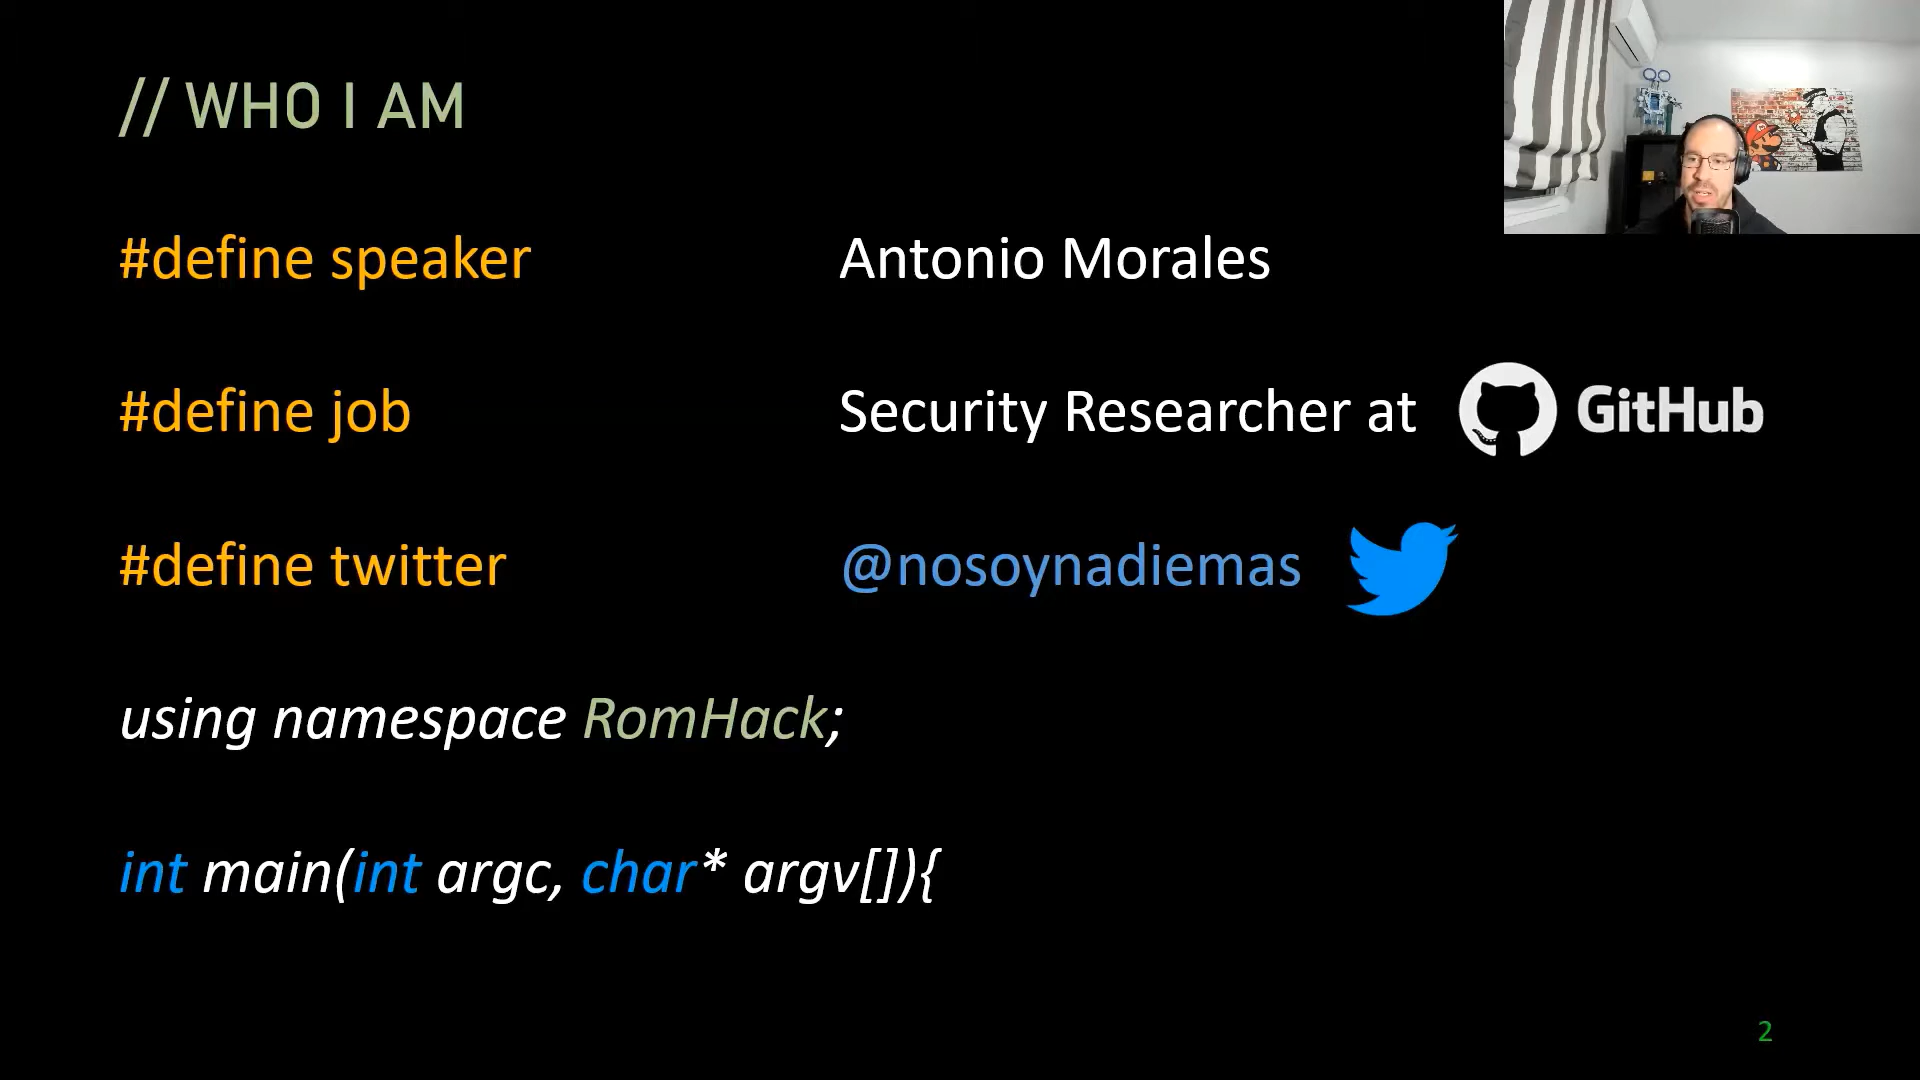 // WHO I AM
#define speaker Antonio Morales
#define job Security Researcher at GitHub
#define twitter @nosoynadiemas
using namespace RomHack;
int main(int argc, char* argv[]){
2